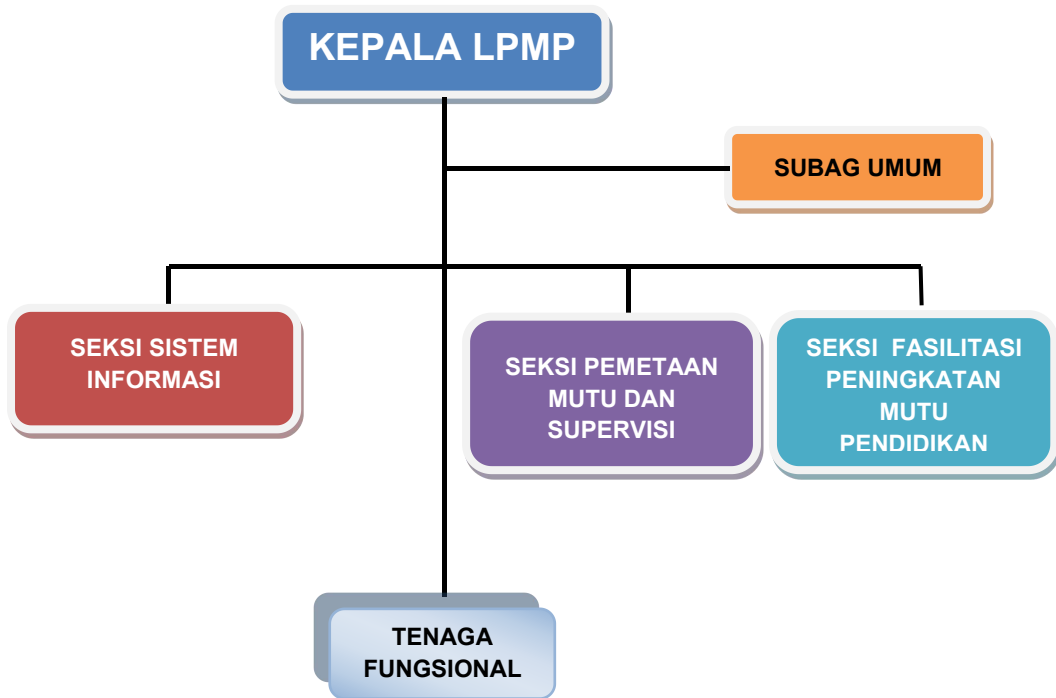 KEPALA LPMP
SUBAG UMUM
SEKSI SISTEM
INFORMASI
SEKSI PEMETAAN
MUTU DAN
SUPERVISI
SEKSI  FASILITASI
PENINGKATAN
MUTU
PENDIDIKAN
TENAGA
FUNGSIONAL